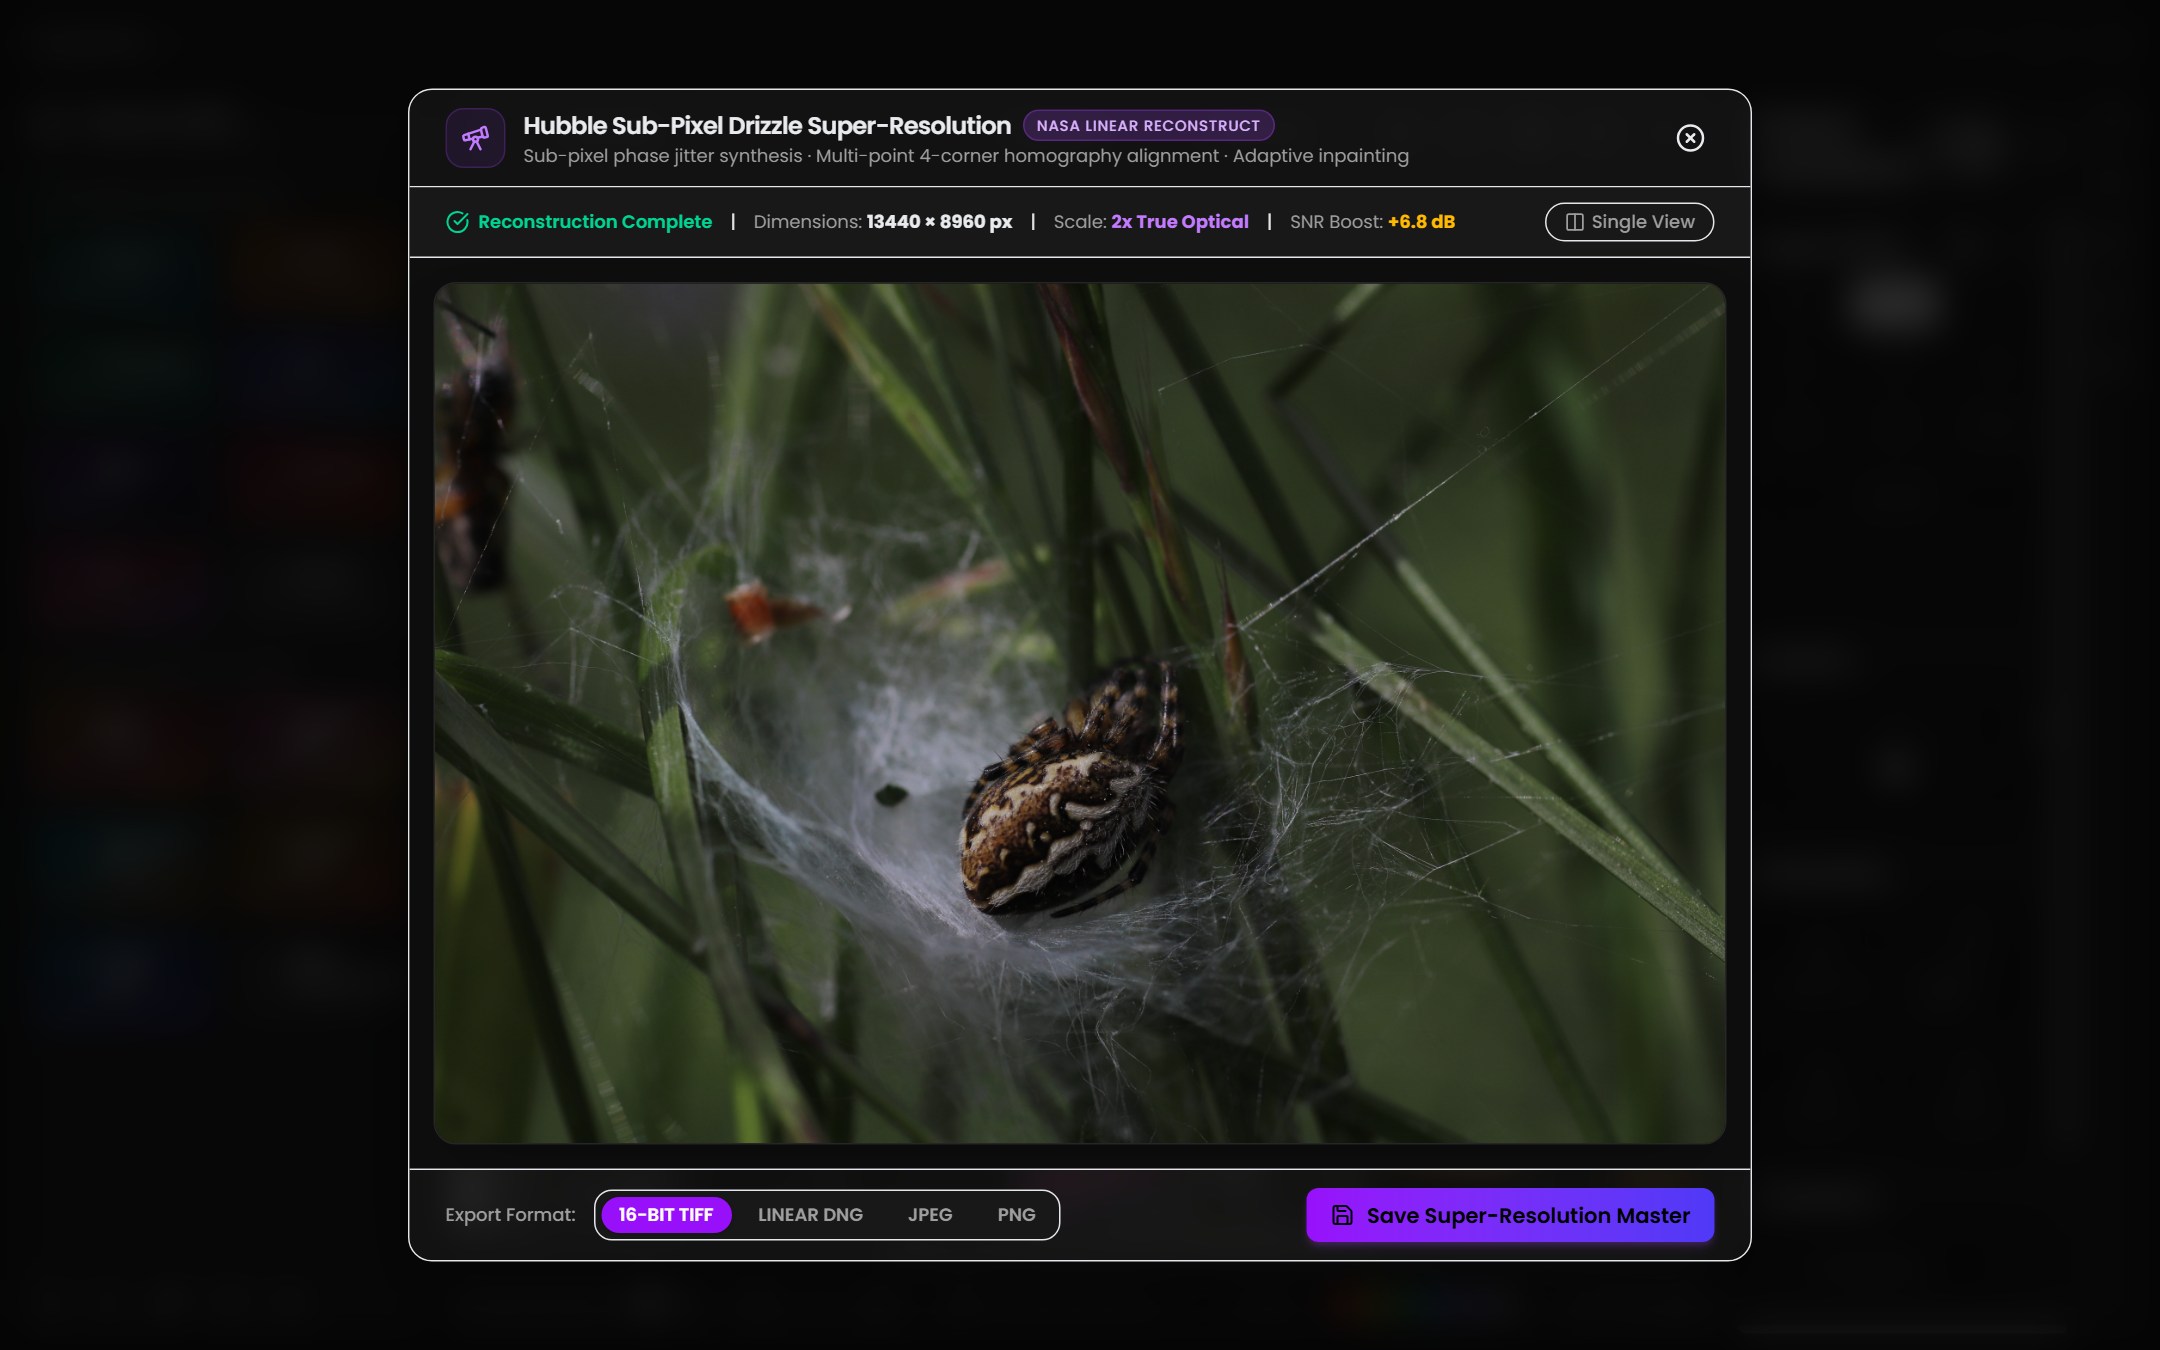 Hubble Sub-Pixel Drizzle Super-Resolution NASA LINEAR RECONSTRUCT
Sub-pixel phase jitter synthesis · Multi-point 4-corner homography alignment · Adaptive inpainting
Reconstruction Complete | Dimensions: 13440 × 8960 px | Scale: 2x True Optical | SNR Boost: +6.8 dB Single View
Export Format: 16-BIT TIFF LINEAR DNG JPEG PNG Save Super-Resolution Master